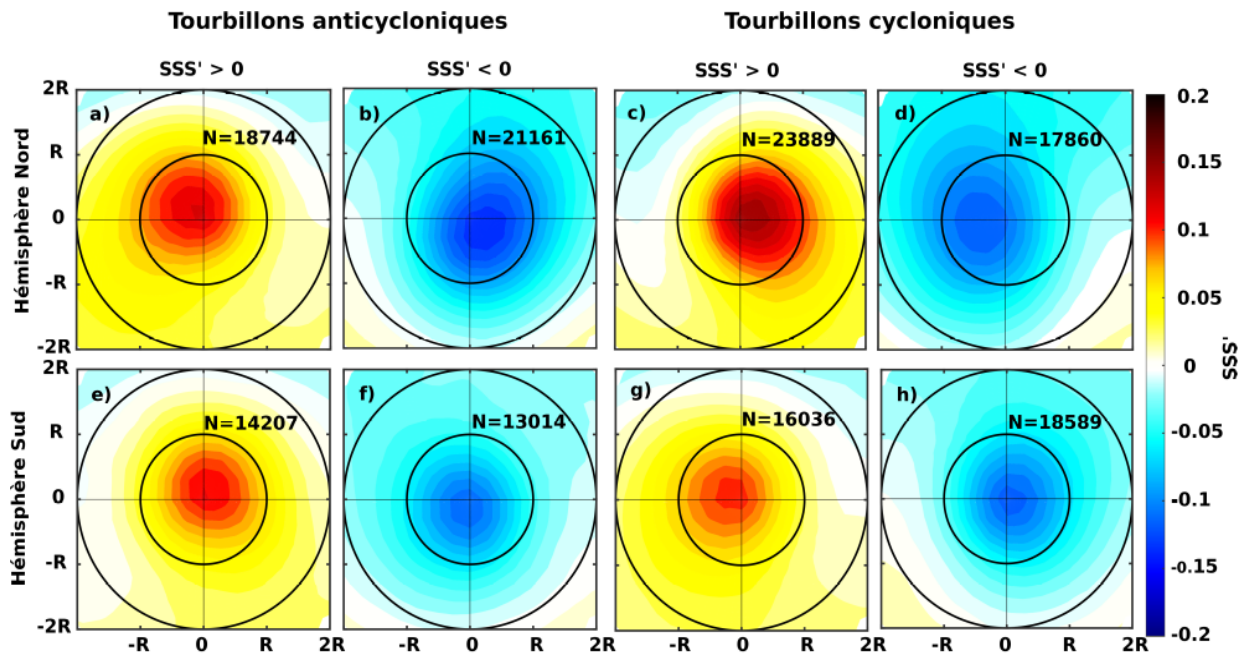 Tourbillons anticycloniques Tourbillons cycloniques
SSS' > 0 SSS' < 0 SSS' > 0 SSS' < 0
Hémisphère Nord
2R
R
0
-R
-2R
a) N=18744
b) N=21161
c) N=23889
d) N=17860
Hémisphère Sud
2R
R
0
-R
-2R
e) N=14207
f) N=13014
g) N=16036
h) N=18589
-R 0 R 2R -R 0 R 2R -R 0 R 2R -R 0 R 2R
0.2
0.15
0.1
0.05
0
-0.05
-0.1
-0.15
-0.2
SSS'